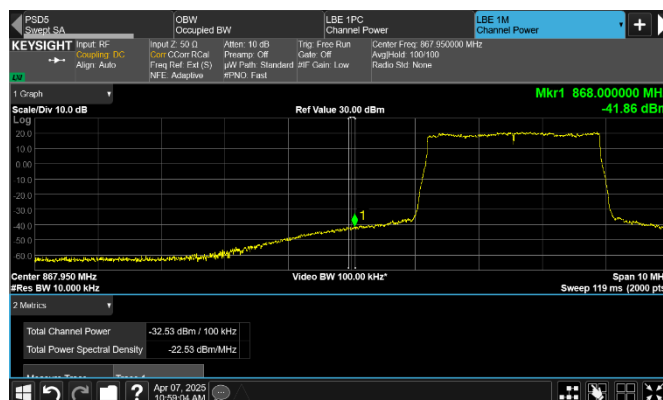 PSD5
Swept SA
OBW
Occupied BW
LBE 1PC
Channel Power
LBE 1M
Channel Power
KEYSIGHT
Input: RF
Coupling: DC
Align: Auto
Input Z: 50 Ω
Corr CCorr RCal
Freq Ref: Ext (S)
NFE: Adaptive
Atten: 10 dB
Preamp: Off
µW Path: Standard
#PNO: Fast
Trig: Free Run
Gate: Off
#IF Gain: Low
Center Freq: 867.950000 MHz
Avg|Hold: 100/100
Radio Std: None
1 Graph
Mkr1 868.000000 MH
-41.86 dBm
Scale/Div 10.0 dB
Ref Value 30.00 dBm
Log
20.0
10.0
0.00
-10.0
-20.0
-30.0
-40.0
-50.0
-60.0
1
Center 867.950 MHz
Video BW 100.00 kHz*
Span 10 MH
#Res BW 10.000 kHz
Sweep 119 ms (2000 pts
2 Metrics
Total Channel Power
-32.53 dBm / 100 kHz
Total Power Spectral Density
-22.53 dBm/MHz
Measure Trace
Trace 1
?
Apr 07, 2025
10:59:04 AM